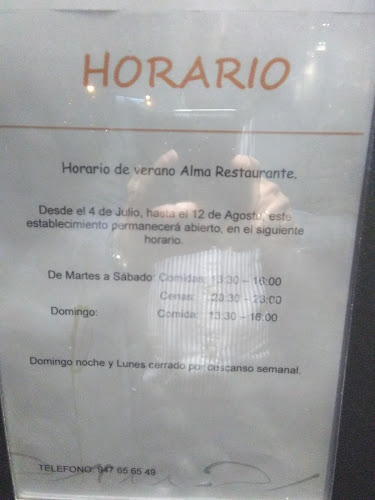 HORARIO
Horario de verano Alma Restaurante.
Desde el 4 de Julio, hasta el 12 de Agosto, este
establecimiento permanecerá abierto, en el siguiente
horario.
De Martes a Sábado: Comidas: 13:30 – 16:00
Cenas: 20:30 – 23:00
Domingo: Comida: 13:30 – 16:00
Domingo noche y Lunes cerrado por descanso semanal.
TELEFONO: 947 65 65 49